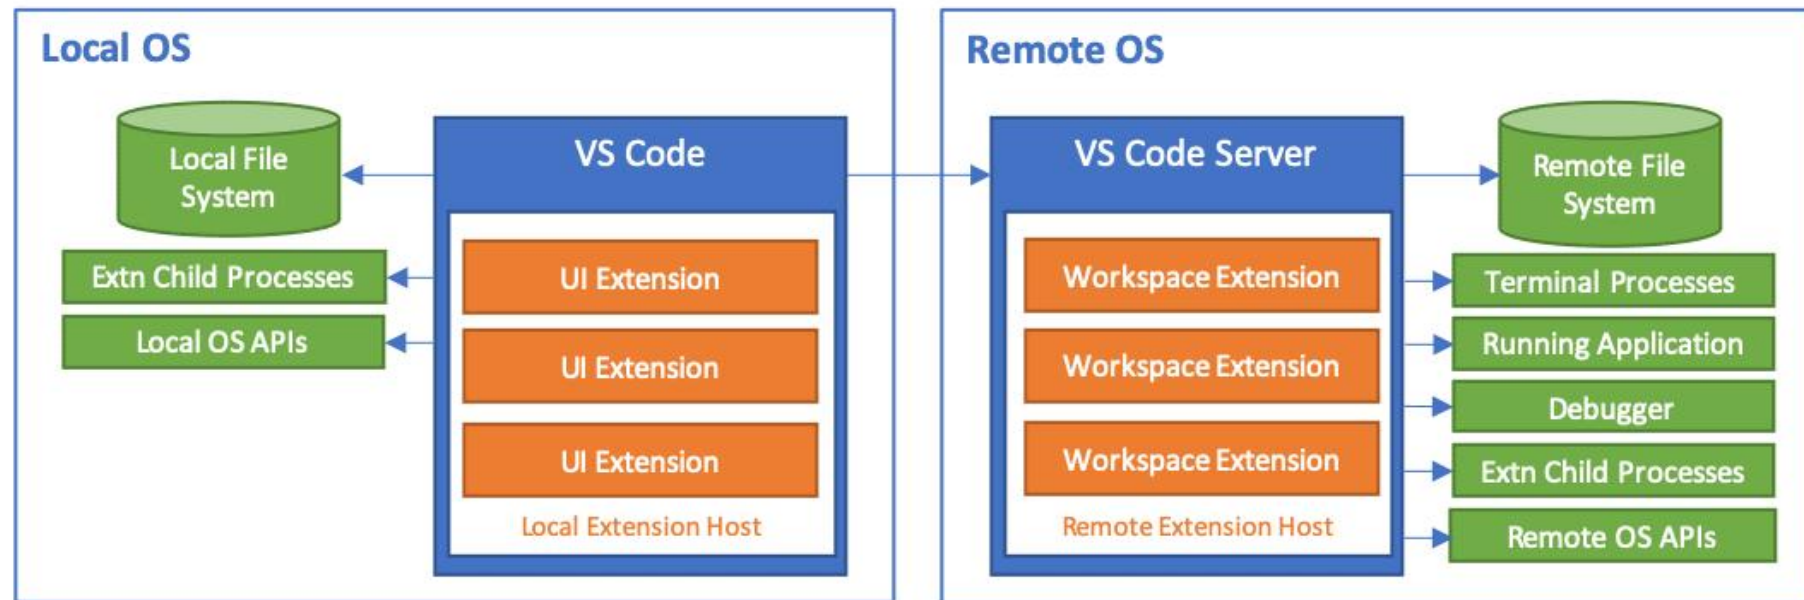 Local OS
Local File
System
Extn Child Processes
Local OS APIs
VS Code
UI Extension
UI Extension
UI Extension
Local Extension Host
Remote OS
VS Code Server
Workspace Extension
Workspace Extension
Workspace Extension
Remote Extension Host
Remote File
System
Terminal Processes
Running Application
Debugger
Extn Child Processes
Remote OS APIs